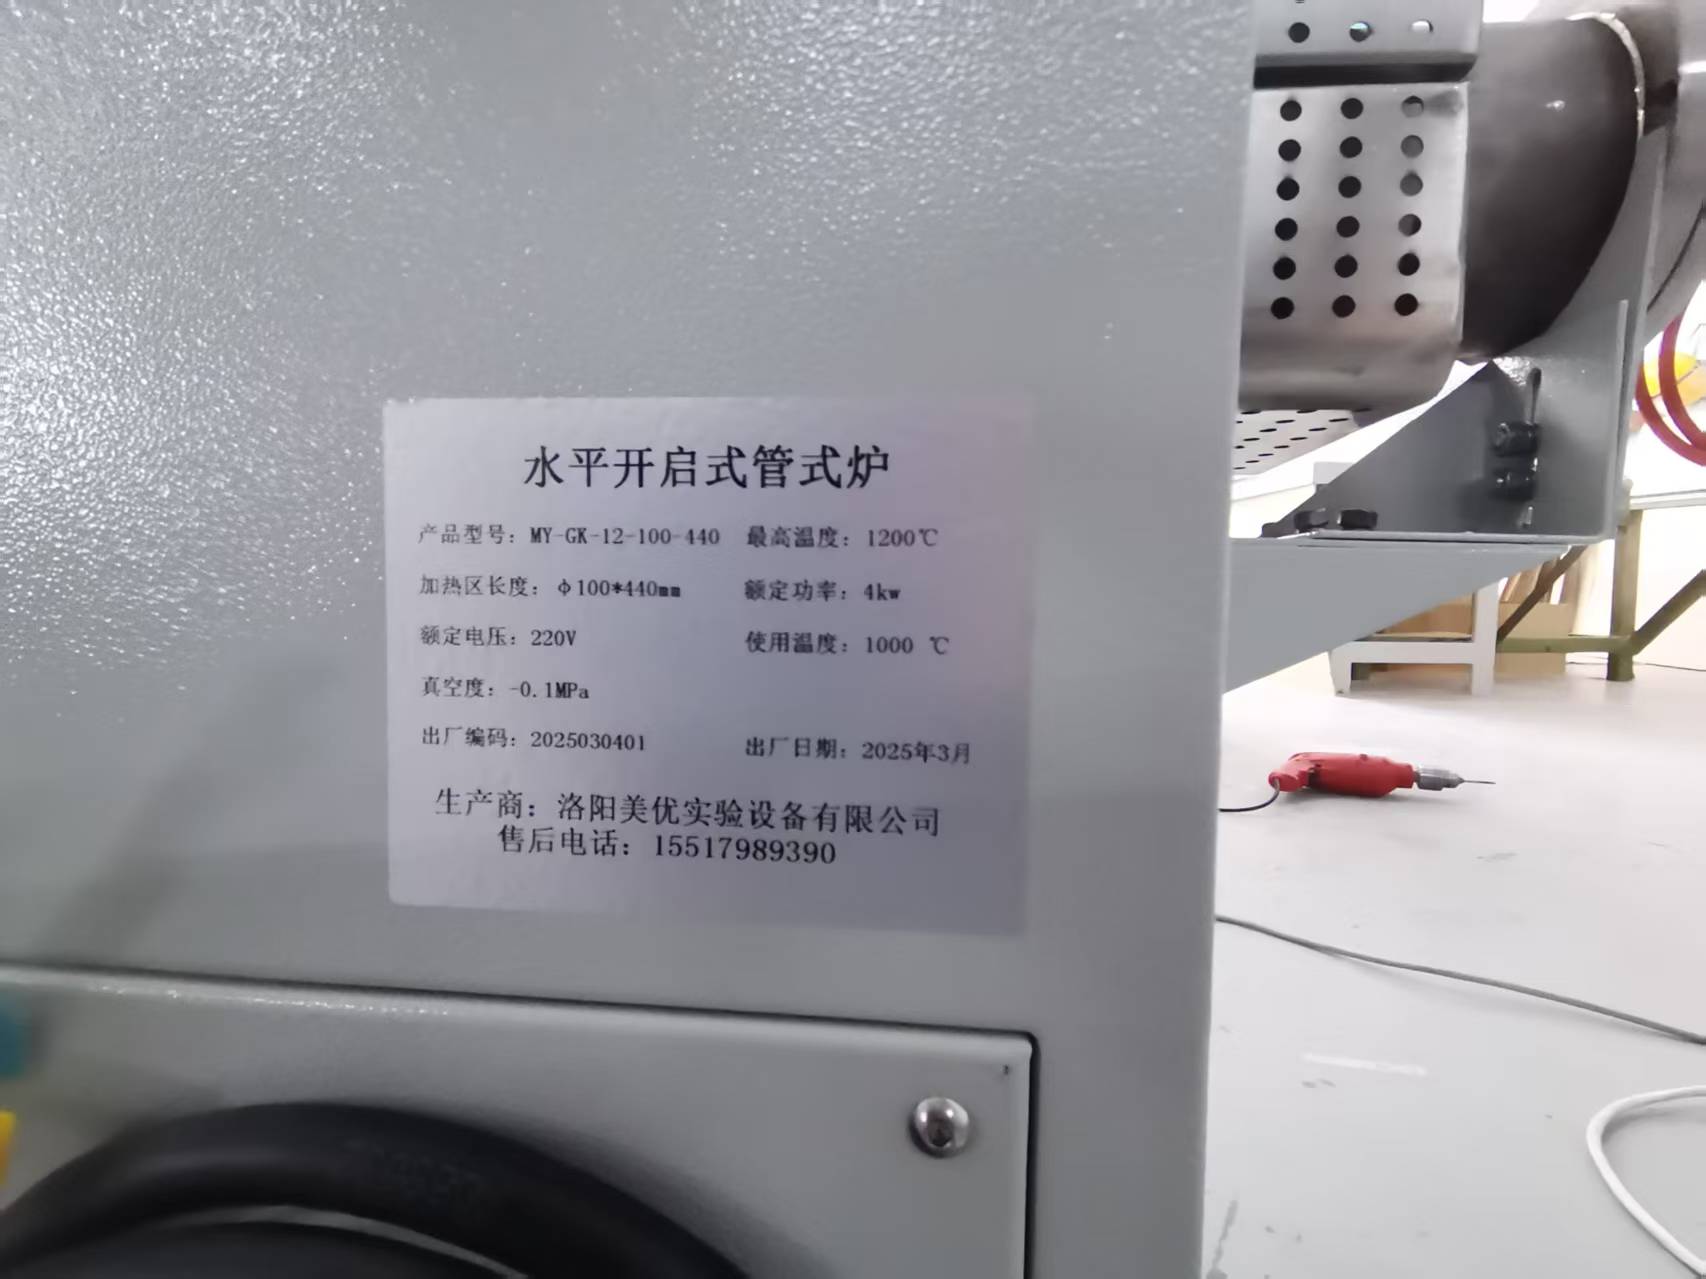 水平开启式管式炉
产品型号：MY-GK-12-100-440 最高温度：1200℃
加热区长度：φ100*440mm 额定功率：4kw
额定电压：220V 使用温度：1000 ℃
真空度：-0.1MPa
出厂编码：2025030401 出厂日期：2025年3月
生产商：洛阳美优实验设备有限公司
售后电话：15517989390